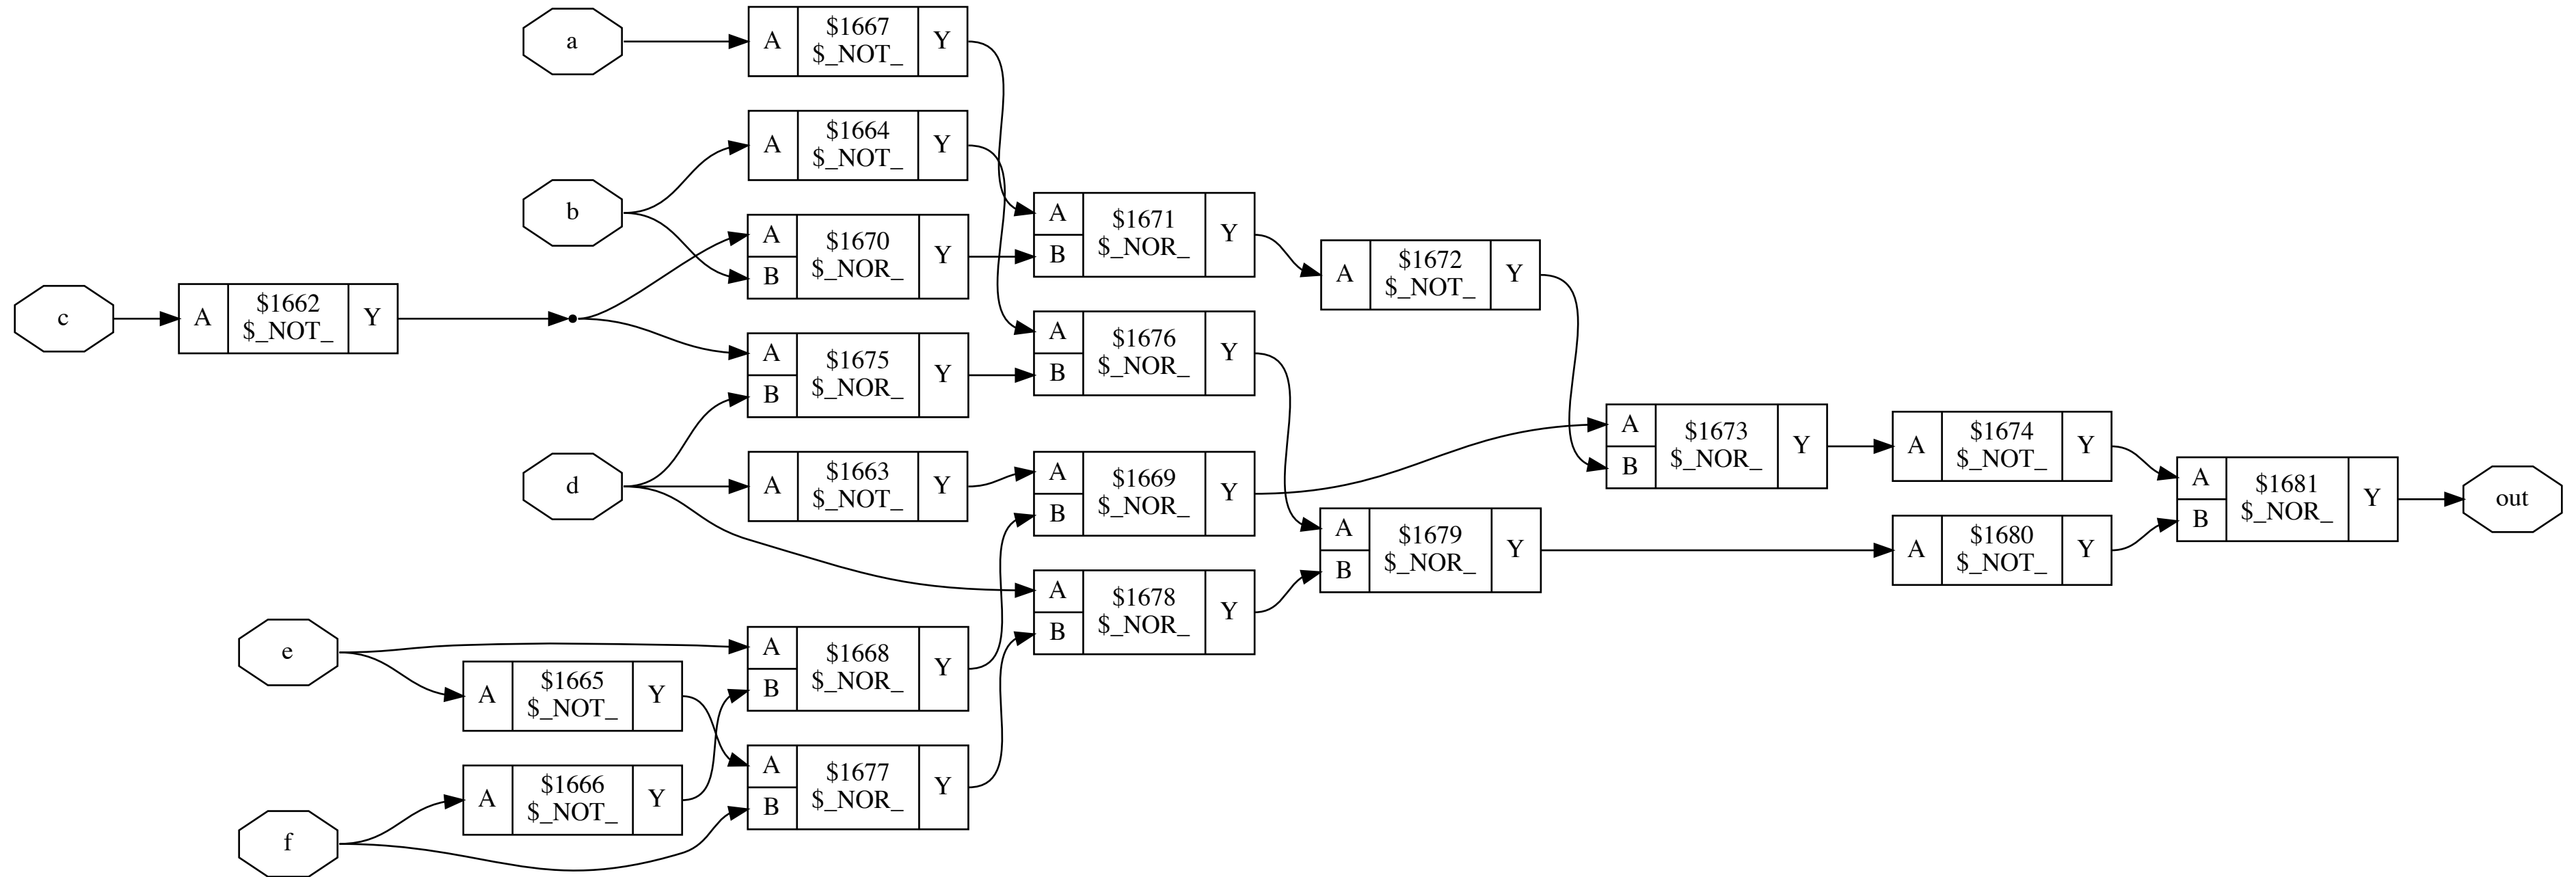 a
A $1667 Y
$_NOT_
A $1664 Y
$_NOT_
b
A $1670 Y
B $_NOR_
A $1671 Y
B $_NOR_
A $1672 Y
$_NOT_
c
A $1662 Y
$_NOT_
A $1675 Y
B $_NOR_
A $1676 Y
B $_NOR_
d
A $1663 Y
$_NOT_
A $1669 Y
B $_NOR_
A $1673 Y
B $_NOR_
A $1674 Y
$_NOT_
A $1681 Y
B $_NOR_
out
A $1679 Y
B $_NOR_
A $1680 Y
$_NOT_
A $1678 Y
B $_NOR_
e
A $1668 Y
B $_NOR_
A $1665 Y
$_NOT_
A $1666 Y
$_NOT_
A $1677 Y
B $_NOR_
f